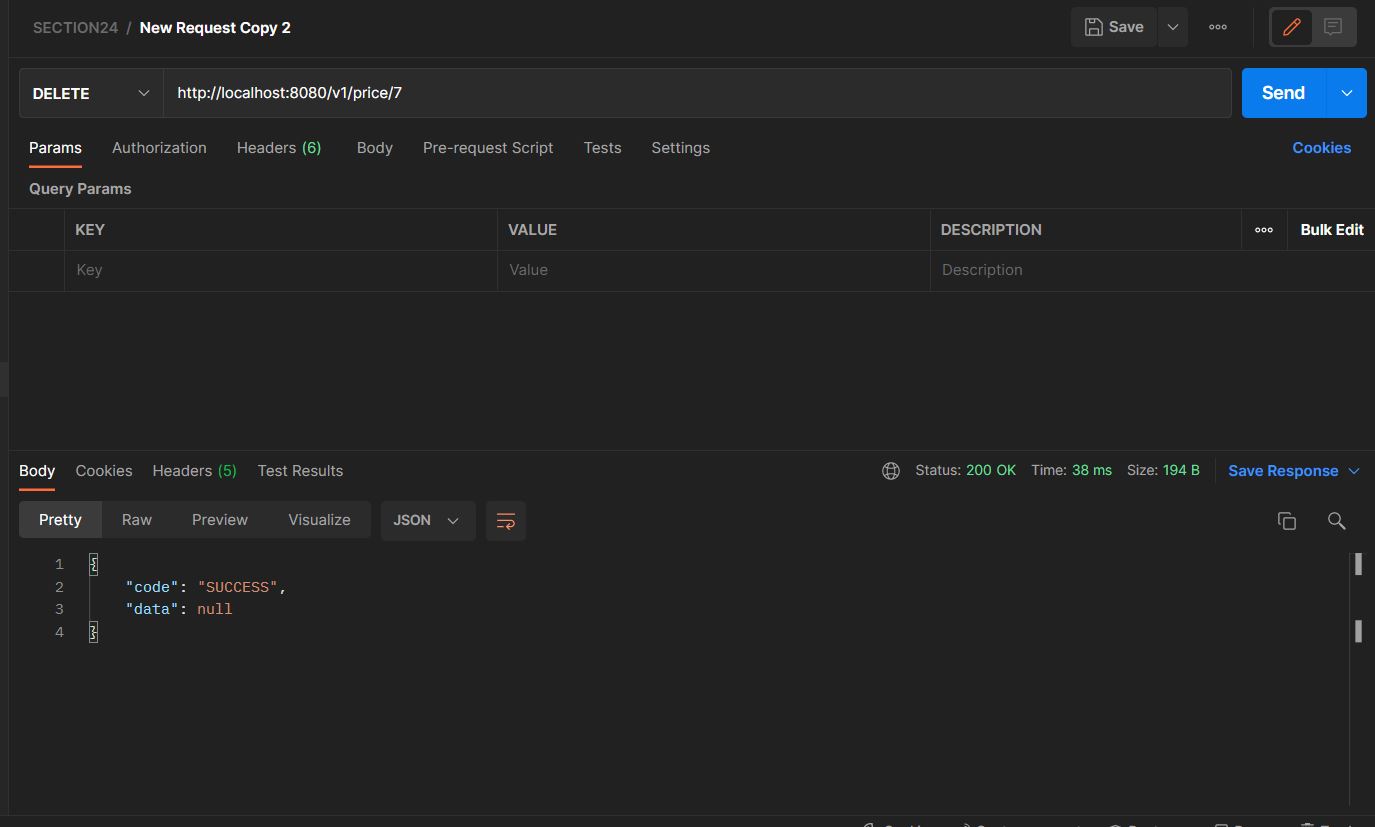 SECTION24 / New Request Copy 2
Save
DELETE http://localhost:8080/v1/price/7 Send
Params Authorization Headers (6) Body Pre-request Script Tests Settings Cookies
Query Params
KEY VALUE DESCRIPTION Bulk Edit
Key Value Description
Body Cookies Headers (5) Test Results Status: 200 OK Time: 38 ms Size: 194 B Save Response
Pretty Raw Preview Visualize JSON
1 {
2 "code": "SUCCESS",
3 "data": null
4 }